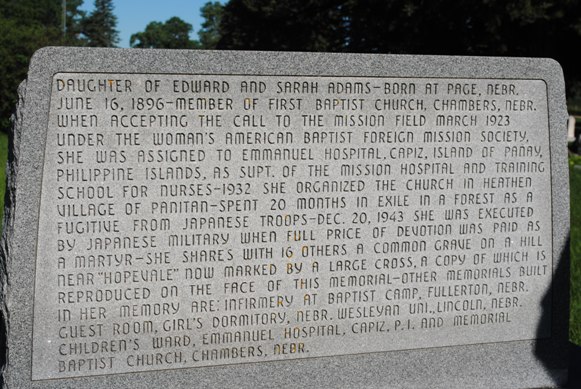 DAUGHTER OF EDWARD AND SARAH ADAMS–BORN AT PAGE, NEBR.
JUNE 16, 1896–MEMBER OF FIRST BAPTIST CHURCH, CHAMBERS, NEBR.
WHEN ACCEPTING THE CALL TO THE MISSION FIELD MARCH 1923
UNDER THE WOMAN'S AMERICAN BAPTIST FOREIGN MISSION SOCIETY,
SHE WAS ASSIGNED TO EMMANUEL HOSPITAL, CAPIZ, ISLAND OF PANAY,
PHILIPPINE ISLANDS, AS SUPT. OF THE MISSION HOSPITAL AND TRAINING
SCHOOL FOR NURSES–1932 SHE ORGANIZED THE CHURCH IN HEATHEN
VILLAGE OF PANITAN–SPENT 20 MONTHS IN EXILE IN A FOREST AS A
FUGITIVE FROM JAPANESE TROOPS–DEC. 20, 1943 SHE WAS EXECUTED
BY JAPANESE MILITARY WHEN FULL PRICE OF DEVOTION WAS PAID AS
A MARTYR–SHE SHARES WITH 16 OTHERS A COMMON GRAVE ON A HILL
NEAR "HOPEVALE" NOW MARKED BY A LARGE CROSS, A COPY OF WHICH IS
REPRODUCED ON THE FACE OF THIS MEMORIAL–OTHER MEMORIALS BUILT
IN HER MEMORY ARE: INFIRMERY AT BAPTIST CAMP, FULLERTON, NEBR.
GUEST ROOM, GIRL'S DORMITORY, NEBR. WESLEYAN UNI., LINCOLN, NEBR.
CHILDREN'S WARD, EMMANUEL HOSPITAL, CAPIZ, P.I. AND MEMORIAL
BAPTIST CHURCH, CHAMBERS, NEBR.